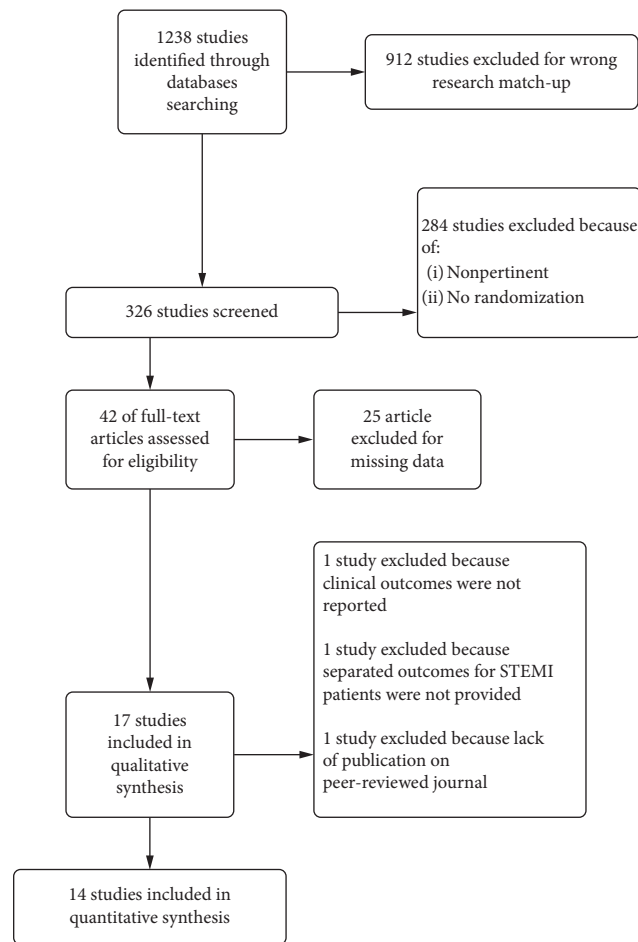 1238 studies
identified through
databases
searching
912 studies excluded for wrong
research match-up
284 studies excluded because
of:
(i) Nonpertinent
(ii) No randomization
326 studies screened
42 of full-text
articles assessed
for eligibility
25 article
excluded for
missing data
1 study excluded because
clinical outcomes were not
reported
1 study excluded because
separated outcomes for STEMI
patients were not provided
1 study excluded because lack
of publication on
peer-reviewed journal
17 studies
included in
qualitative
synthesis
14 studies included in
quantitative synthesis